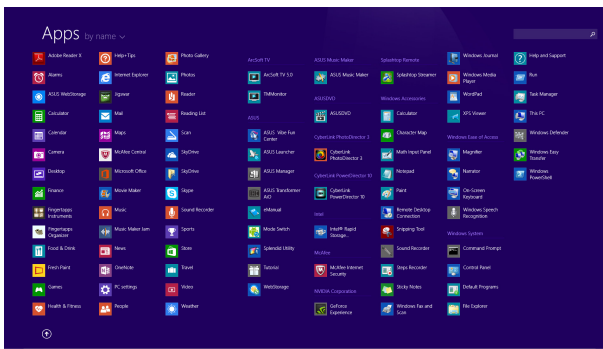 Apps by name
Adobe Reader X
Alarms
ASUS WebStorage
Calculator
Calendar
Camera
Desktop
Finance
Fingertapps
Instruments
Fingertapps
Organizer
Food & Drink
Fresh Paint
Games
Health & Fitness
Help+Tips
Internet Explorer
Jigswar
Mail
Maps
McAfee Central
Microsoft Office
Movie Maker
Music
Music Maker Jam
News
OneNote
PC settings
People
Photo Gallery
Photos
Reader
Reading List
Scan
SkyDrive
SkyDrive
Skype
Sound Recorder
Sports
Store
Travel
Video
Weather
ArcSoft TV
ArcSoft TV 5.0
TMMonitor
ASUS
ASUS Vibe Fun
Center
ASUS Launcher
ASUS Manager
ASUS Transformer
AiO
eManual
Mode Switch
Splendid Utility
Tutorial
WebStorage
ASUS Music Maker
ASUS Music Maker
ASUSDVD
ASUSDVD
CyberLink PhotoDirector 3
CyberLink
PhotoDirector 3
CyberLink PowerDirector 10
CyberLink
PowerDirector 10
Intel
Intel® Rapid
Storage...
McAfee
McAfee Internet
Security
NVIDIA Corporation
GeForce
Experience
Splashtop Remote
Splashtop Streamer
Windows Accessories
Calculator
Character Map
Math Input Panel
Notepad
Paint
Remote Desktop
Connection
Snipping Tool
Sound Recorder
Steps Recorder
Sticky Notes
Windows Fax and
Scan
Windows Journal
Windows Media
Player
WordPad
XPS Viewer
Windows Ease of Access
Magnifier
Narrator
On-Screen
Keyboard
Windows Speech
Recognition
Windows System
Command Prompt
Control Panel
Default Programs
File Explorer
Help and Support
Run
Task Manager
This PC
Windows Defender
Windows Easy
Transfer
Windows
PowerShell